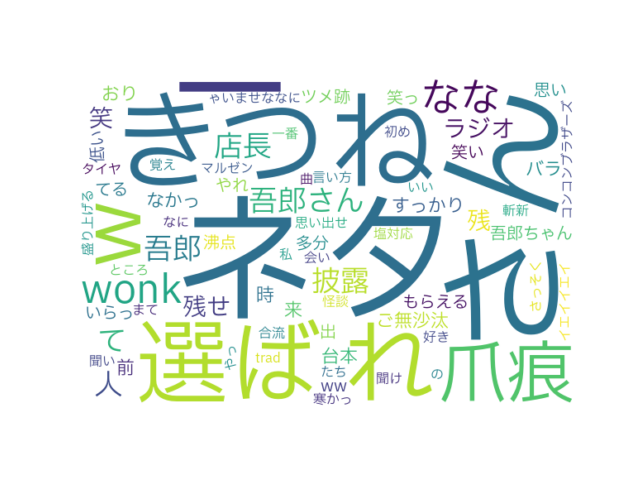 きつねん
ネタ
れ
選ばれ
爪痕
wonk
w
ー
なな
店長
吾郎さん
吾郎
ラジオ
笑
低い
おり
ゃいませななに
ツメ跡
笑っ
思い
コンコンブラザーズ
笑い
バラ
初め
一番
やれ
マルゼン
覚え
タイヤ
てる
なかっ
盛り上げる
曲
言い方
いい
すっかり
斬新
残
吾郎ちゃん
思い出せ
なに
沸点
私
多分
会い
塩対応
ところ
披露
怪談
もらえる
さっそく
イエイイエイ
残せ
時
来
ご無沙汰
好き
いらっ
まて
て
合流
出
台本
聞い
前
人
やっ
trad
たち
ww
寒かっ
聞け
の